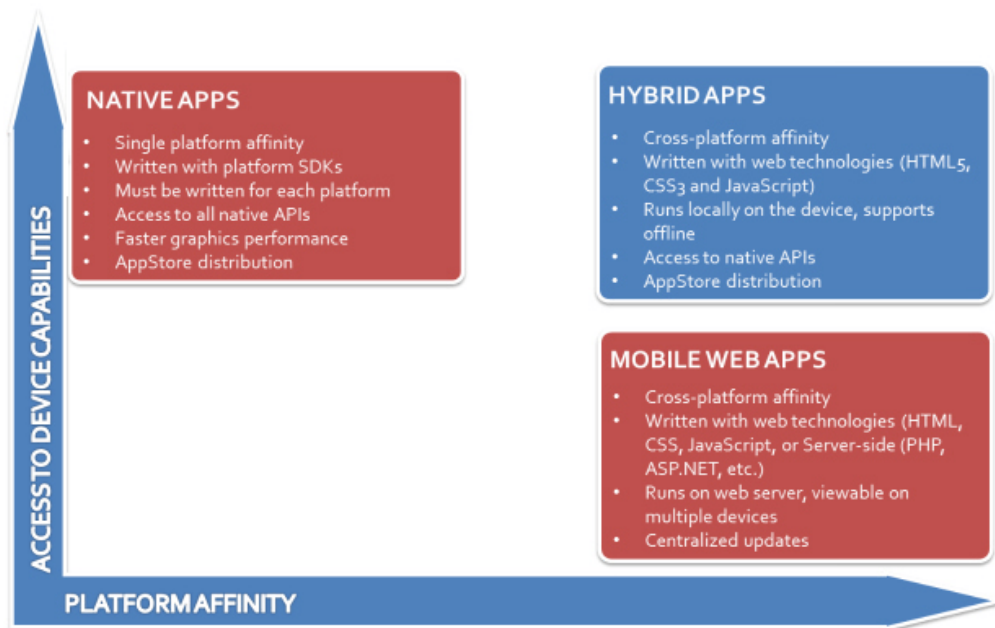 ACCESS TO DEVICE CAPABILITIES
NATIVE APPS
• Single platform affinity
• Written with platform SDKs
• Must be written for each platform
• Access to all native APIs
• Faster graphics performance
• AppStore distribution
HYBRID APPS
• Cross-platform affinity
• Written with web technologies (HTML5,
CSS3 and JavaScript)
• Runs locally on the device, supports
offline
• Access to native APIs
• AppStore distribution
MOBILE WEB APPS
• Cross-platform affinity
• Written with web technologies (HTML,
CSS, JavaScript, or Server-side (PHP,
ASP.NET, etc.)
• Runs on web server, viewable on
multiple devices
• Centralized updates
PLATFORM AFFINITY